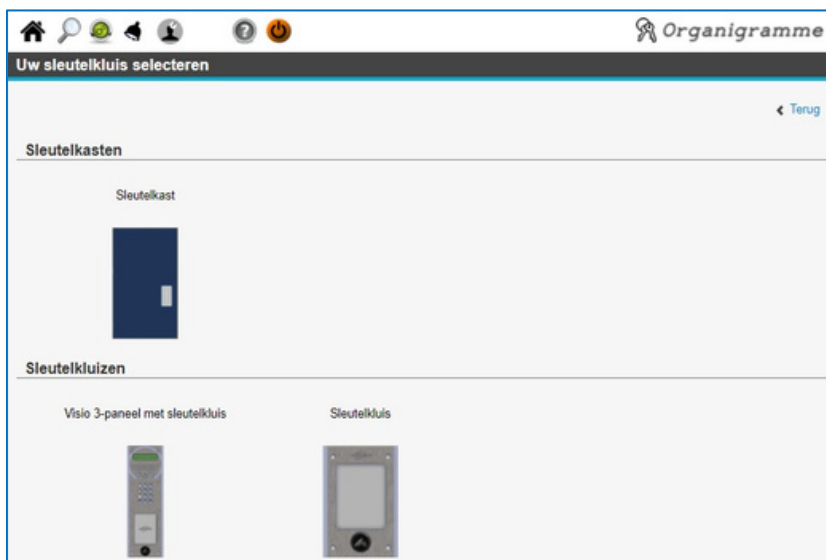 Organigramme
Uw sleutelkluis selecteren
Terug
Sleutelkasten
Sleutelkast
Sleutelkluizen
Visio 3-paneel met sleutelkluis
Sleutelkluis